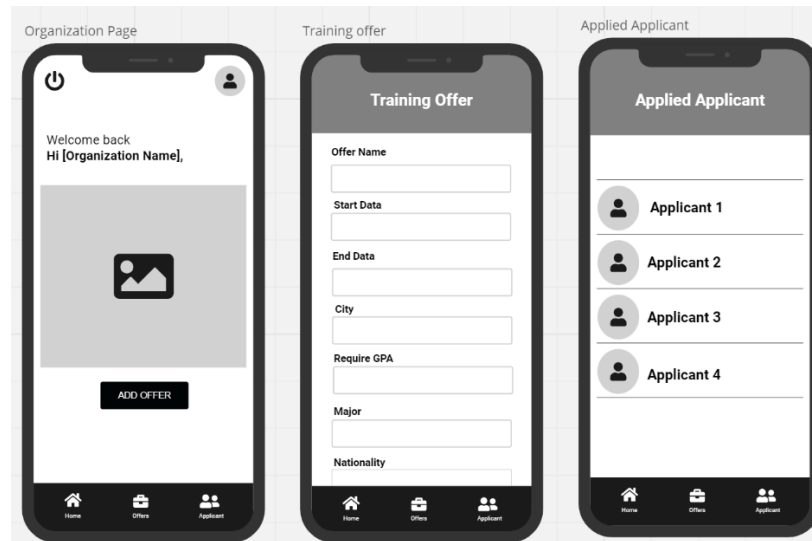 Organization Page
Welcome back
Hi [Organization Name],
ADD OFFER
Home
Offers
Applicant
Training offer
Training Offer
Offer Name
Start Data
End Data
City
Require GPA
Major
Nationality
Home
Offers
Applicant
Applied Applicant
Applied Applicant
Applicant 1
Applicant 2
Applicant 3
Applicant 4
Home
Offers
Applicant